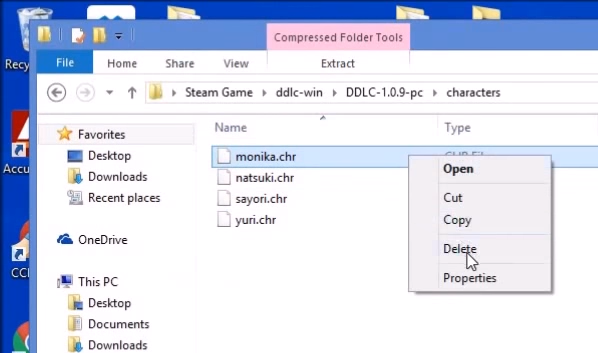 Compressed Folder Tools
File Home Share View Extract
Steam Game ddlc-win DDLC-1.0.9-pc characters
Name Type
Favorites
Desktop
Downloads
Recent places
OneDrive
This PC
Desktop
Documents
Downloads
monika.chr
natsuki.chr
sayori.chr
yuri.chr
Open
Cut
Copy
Delete
Properties
Recy
Accu